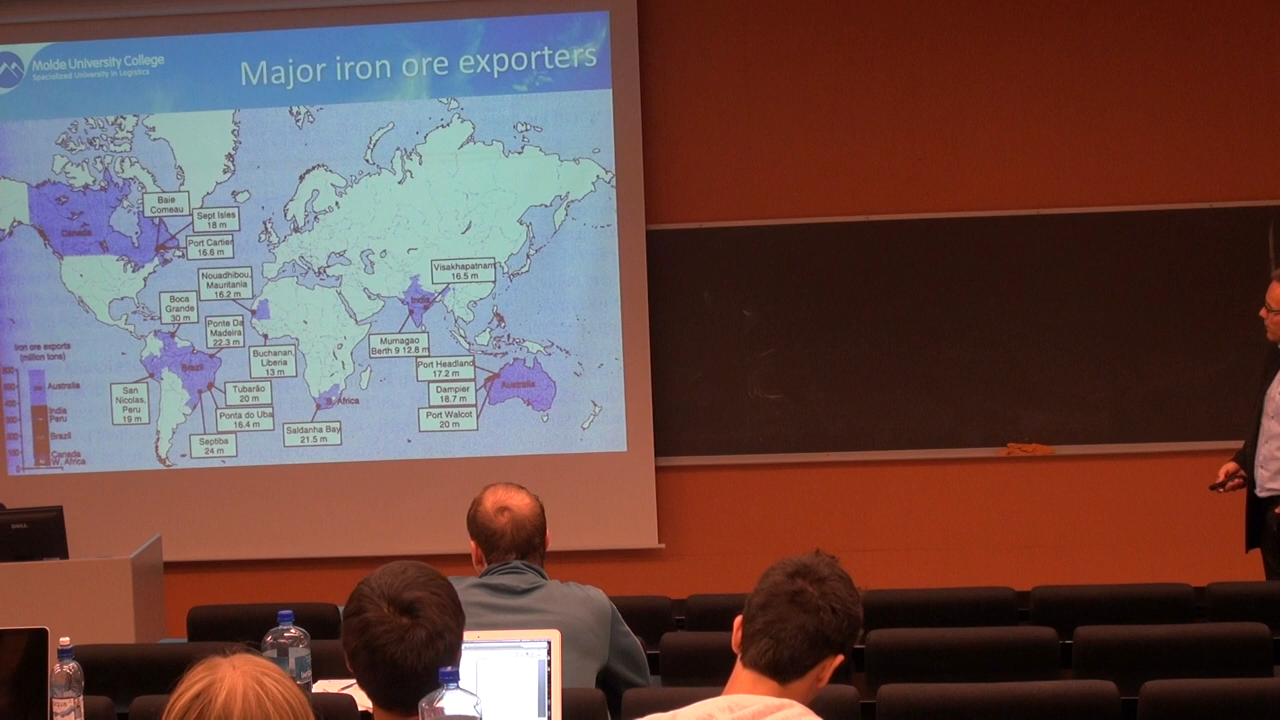 Molde University College
Specialized University in Logistics
Major iron ore exporters
Baie
Comeau
Sept Isles
18 m
Canada
Port Cartier
16.6 m
Nouadhibou,
Mauritania
16.2 m
Visakhapatnam
16.5 m
Boca
Grande
30 m
India
Ponte Da
Madeira
22.3 m
Mumagao
Berth 9 12.8 m
Buchanan,
Liberia
13 m
Iron ore exports
(million tons)
Brazil
Port Headland
17.2 m
Australia
Australia
San
Nicolas,
Peru
19 m
Tubarão
20 m
Dampier
18.7 m
S. Africa
India
Peru
Ponta do Uba
16.4 m
Port Walcot
20 m
Saldanha Bay
21.5 m
Brazil
Septiba
24 m
Canada
W. Africa
DELL